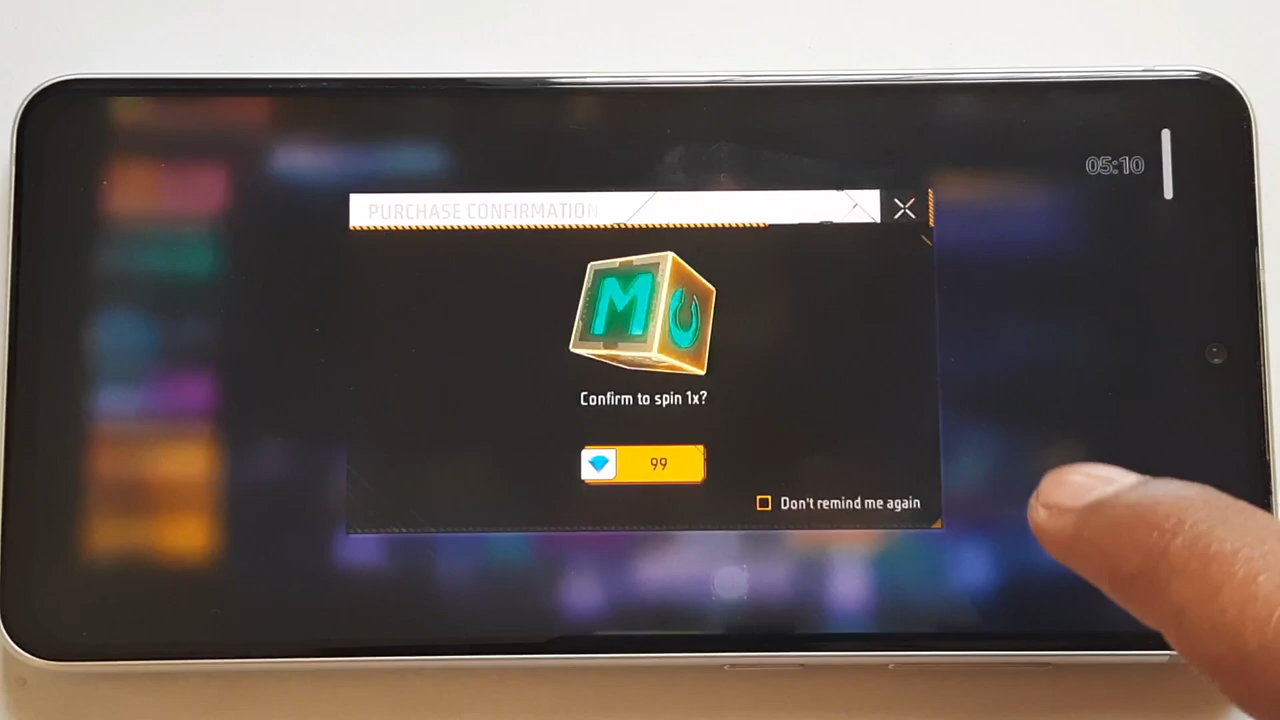 05:10
PURCHASE CONFIRMATION
M C
Confirm to spin 1x?
99
Don't remind me again